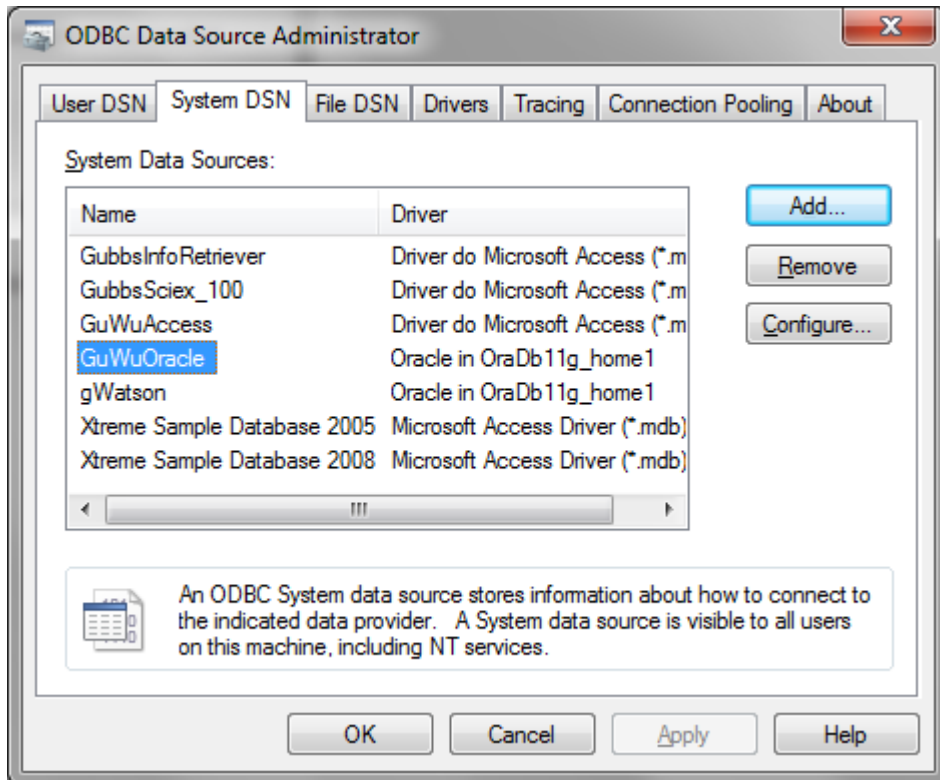 ODBC Data Source Administrator
User DSN System DSN File DSN Drivers Tracing Connection Pooling About
System Data Sources:
Name Driver
GubbsInfoRetriever Driver do Microsoft Access (*.m
GubbsSciex_100 Driver do Microsoft Access (*.m
GuWuAccess Driver do Microsoft Access (*.m
GuWuOracle Oracle in OraDb11g_home1
gWatson Oracle in OraDb11g_home1
Xtreme Sample Database 2005 Microsoft Access Driver (*.mdb)
Xtreme Sample Database 2008 Microsoft Access Driver (*.mdb)
Add...
Remove
Configure...
An ODBC System data source stores information about how to connect to
the indicated data provider. A System data source is visible to all users
on this machine, including NT services.
OK Cancel Apply Help